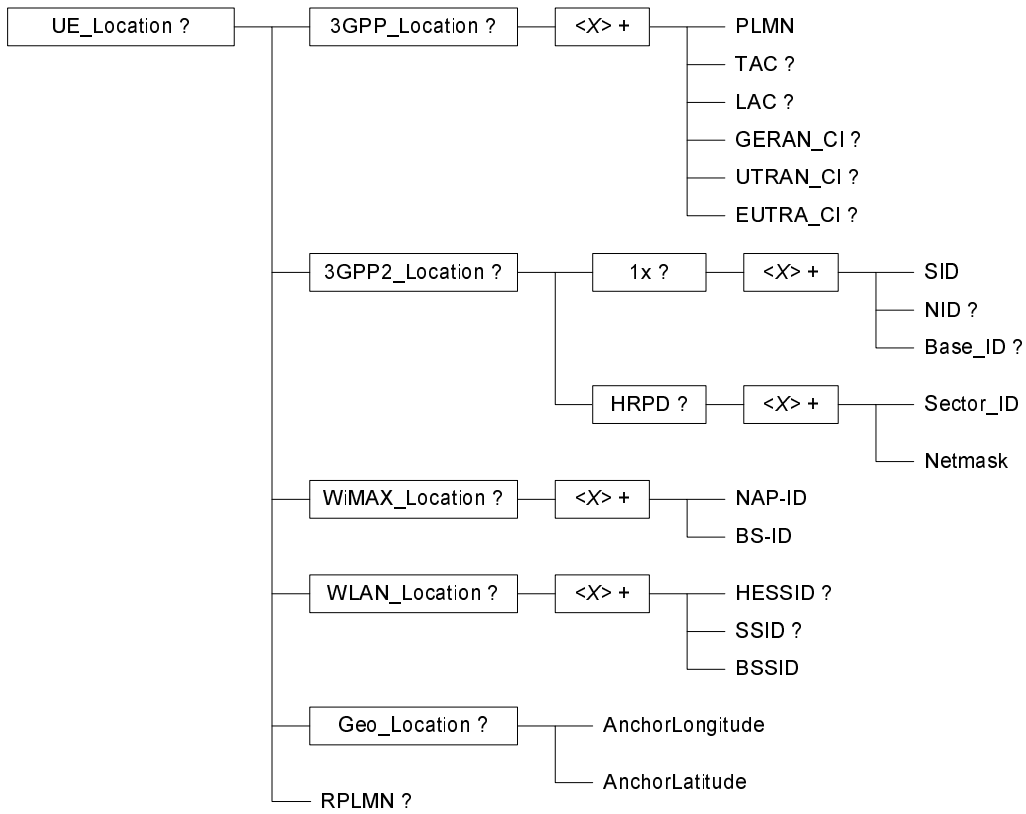 UE_Location ?
3GPP_Location ?
<X> +
PLMN
TAC ?
LAC ?
GERAN_CI ?
UTRAN_CI ?
EUTRA_CI ?
3GPP2_Location ?
1x ?
<X> +
SID
NID ?
Base_ID ?
HRPD ?
<X> +
Sector_ID
Netmask
WiMAX_Location ?
<X> +
NAP-ID
BS-ID
WLAN_Location ?
<X> +
HESSID ?
SSID ?
BSSID
Geo_Location ?
AnchorLongitude
AnchorLatitude
RPLMN ?